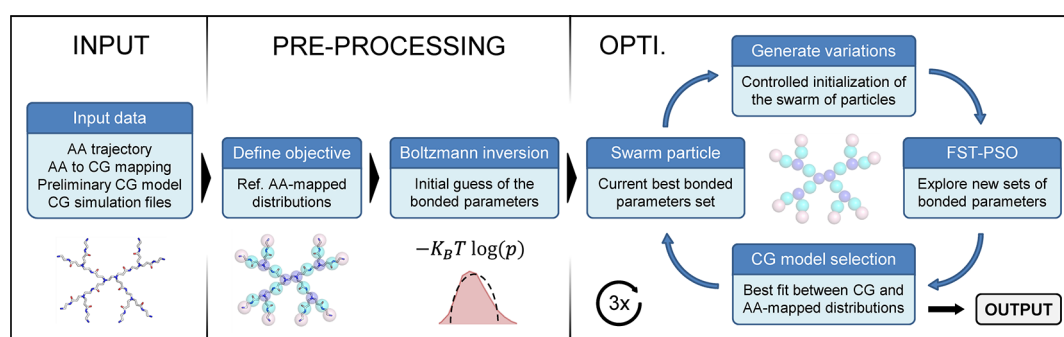 INPUT
PRE-PROCESSING
OPTI.
Input data
AA trajectory
AA to CG mapping
Preliminary CG model
CG simulation files
Define objective
Ref. AA-mapped
distributions
Boltzmann inversion
Initial guess of the
bonded parameters
−K_BT log(p)
Swarm particle
Current best bonded
parameters set
Generate variations
Controlled initialization of
the swarm of particles
FST-PSO
Explore new sets of
bonded parameters
CG model selection
Best fit between CG and
AA-mapped distributions
3x
OUTPUT